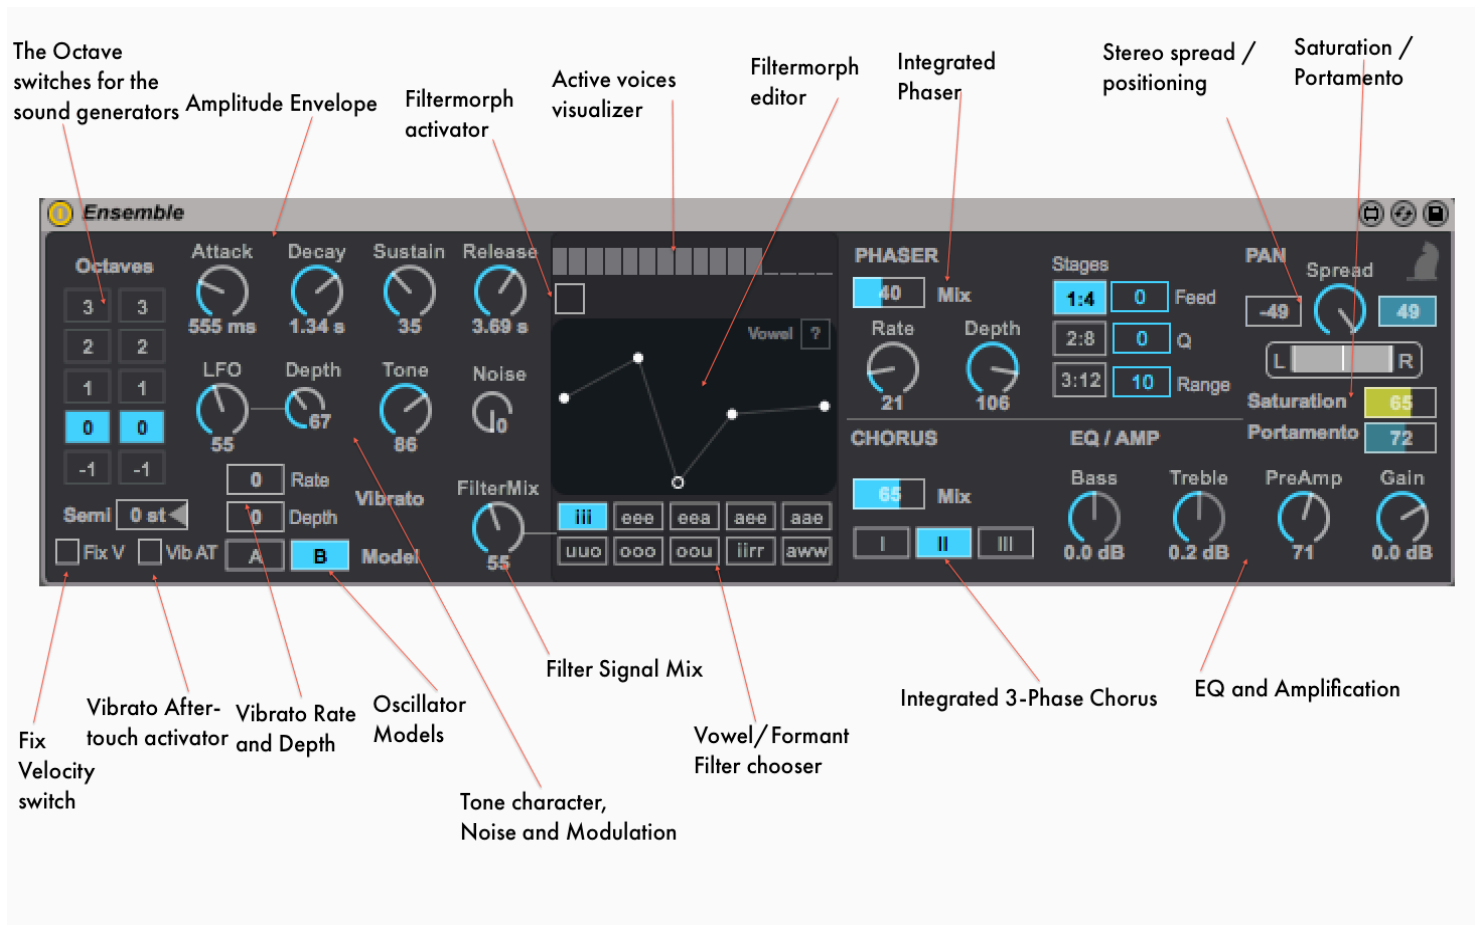 The Octave
switches for the
sound generators
Amplitude Envelope
Filtermorph
activator
Active voices
visualizer
Filtermorph
editor
Integrated
Phaser
Stereo spread /
positioning
Saturation /
Portamento
Ensemble
Octaves
3 3
2 2
1 1
0 0
-1 -1
Semi 0 st
Fix V Vib AT
Attack Decay Sustain Release
555 ms 1.34 s 35 3.69 s
LFO Depth Tone Noise
55 67 86 0
0 Rate
0 Depth
Vibrato
A B Model
FilterMix
55
Vowel ?
iii eee eea aee aae
uuo ooo oou iirr aww
PHASER
40 Mix
Rate Depth
21 106
Stages
1:4 0 Feed
2:8 0 Q
3:12 10 Range
PAN
Spread
-49 49
L R
Saturation 65
Portamento 72
CHORUS
65 Mix
I II III
EQ / AMP
Bass Treble PreAmp Gain
0.0 dB 0.2 dB 71 0.0 dB
Fix
Velocity
switch
Vibrato After-
touch activator
Vibrato Rate
and Depth
Oscillator
Models
Tone character,
Noise and Modulation
Filter Signal Mix
Vowel/Formant
Filter chooser
Integrated 3-Phase Chorus
EQ and Amplification